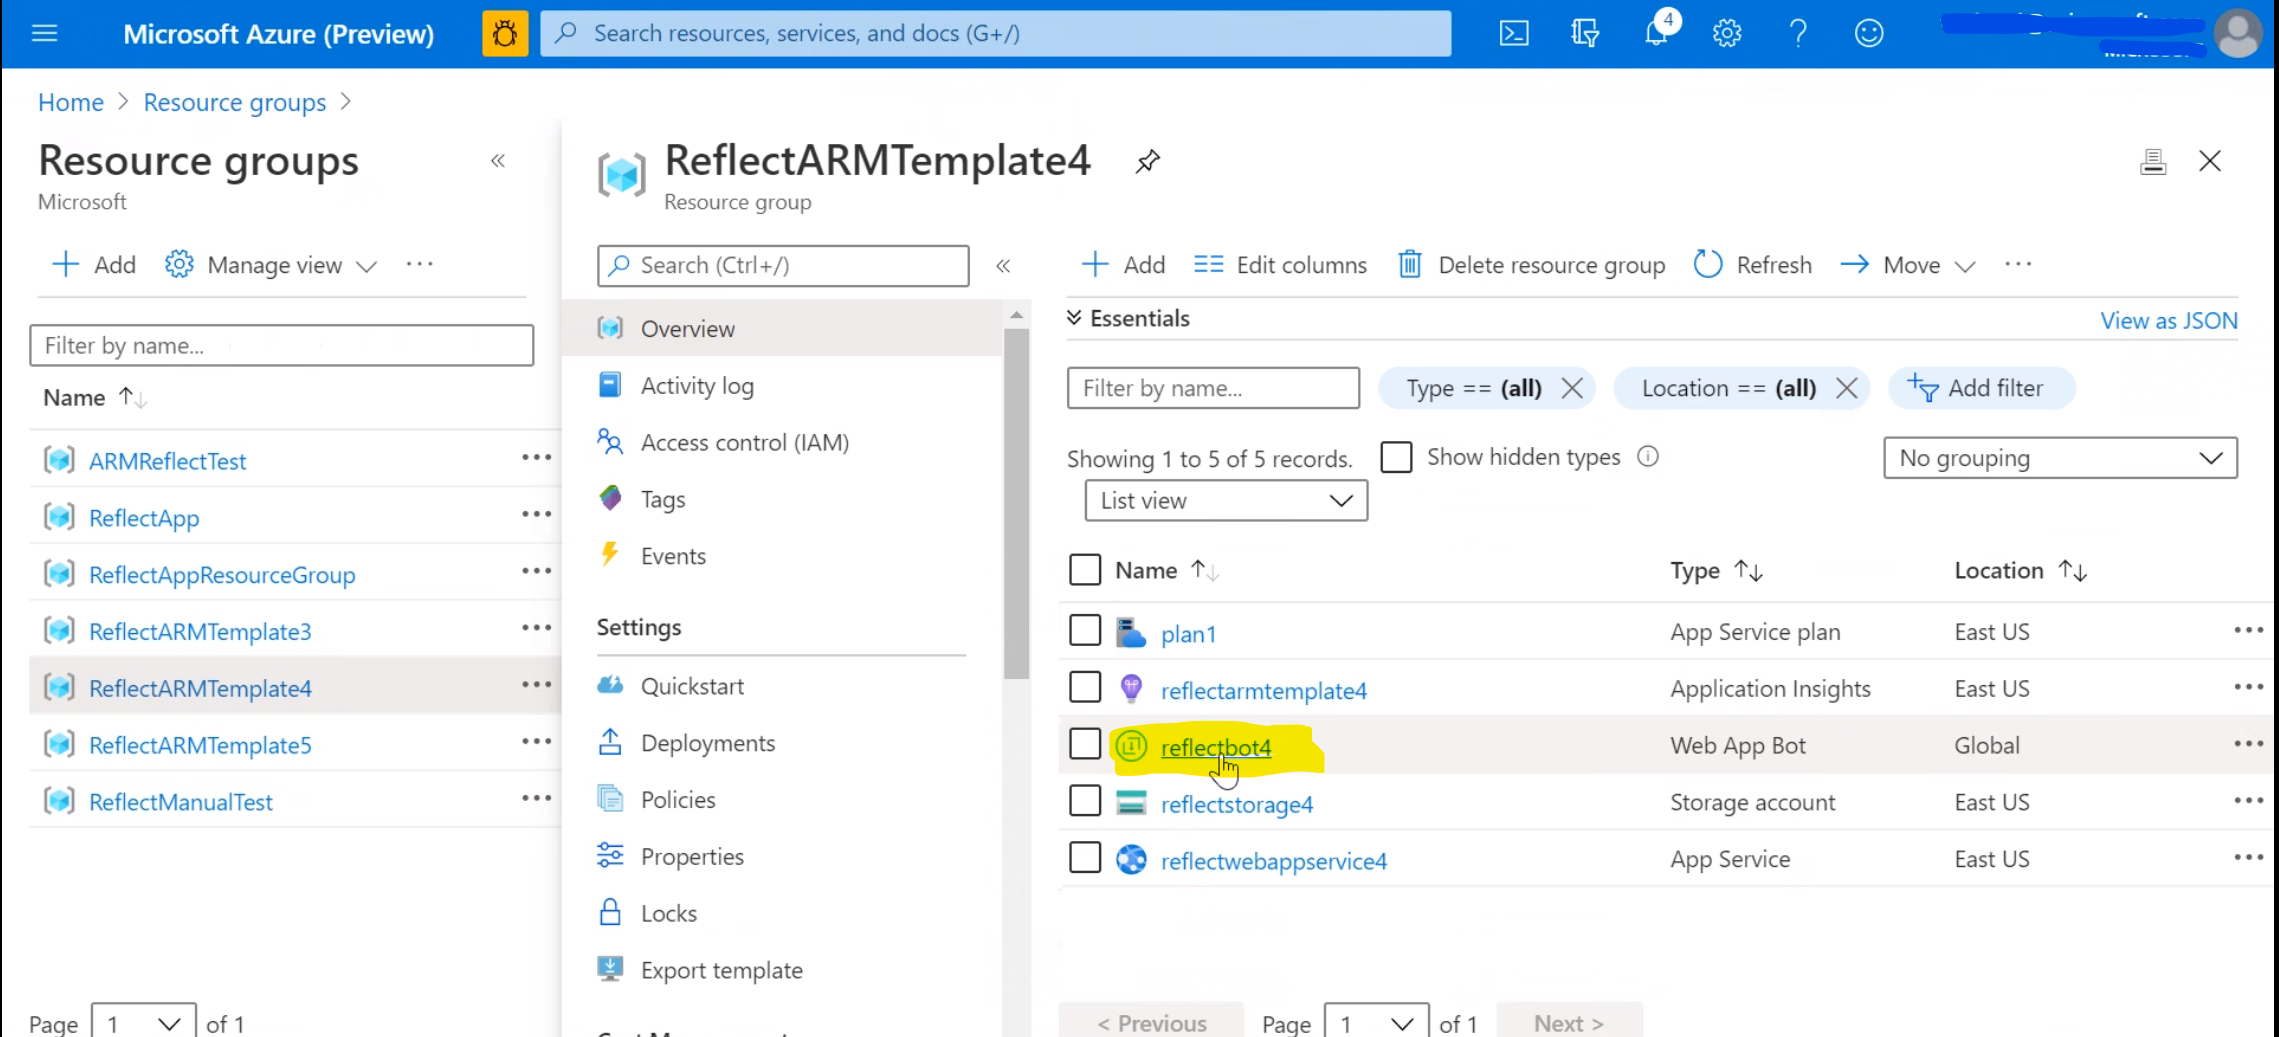 Microsoft Azure (Preview)
Search resources, services, and docs (G+/)
4
Home > Resource groups >
Resource groups
Microsoft
Add
Manage view
Filter by name...
Name
ARMReflectTest
ReflectApp
ReflectAppResourceGroup
ReflectARMTemplate3
ReflectARMTemplate4
ReflectARMTemplate5
ReflectManualTest
Page 1 of 1
ReflectARMTemplate4
Resource group
Search (Ctrl+/)
Overview
Activity log
Access control (IAM)
Tags
Events
Settings
Quickstart
Deployments
Policies
Properties
Locks
Export template
Add Edit columns Delete resource group Refresh Move
Essentials
View as JSON
Filter by name... Type == (all) Location == (all) Add filter
Showing 1 to 5 of 5 records. Show hidden types No grouping
List view
Name Type Location
plan1 App Service plan East US
reflectarmtemplate4 Application Insights East US
reflectbot4 Web App Bot Global
reflectstorage4 Storage account East US
reflectwebappservice4 App Service East US
< Previous Page 1 of 1 Next >